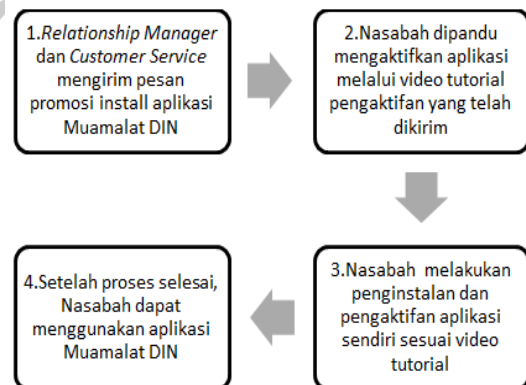 1.Relationship Manager
dan Customer Service
mengirim pesan
promosi install aplikasi
Muamalat DIN
2.Nasabah dipandu
mengaktifkan aplikasi
melalui video tutorial
pengaktifan yang telah
dikirim
3.Nasabah melakukan
penginstalan dan
pengaktifan aplikasi
sendiri sesuai video
tutorial
4.Setelah proses selesai,
Nasabah dapat
menggunakan aplikasi
Muamalat DIN